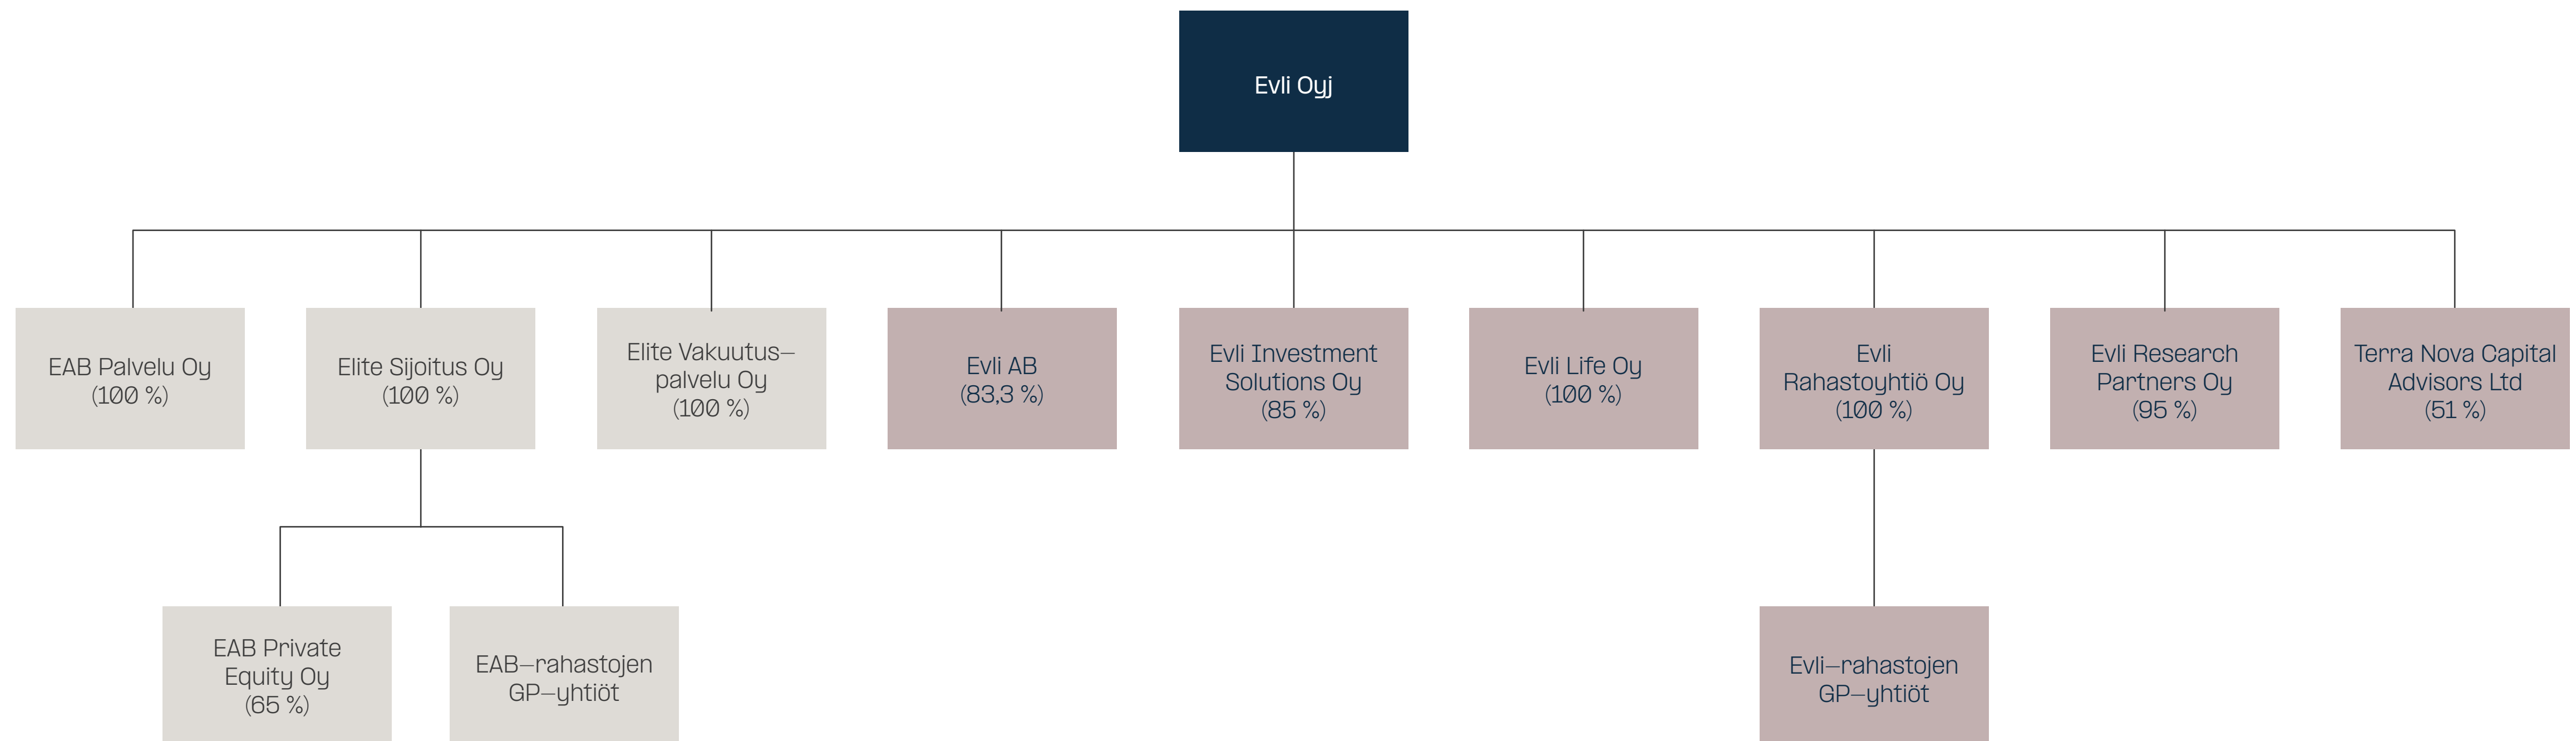 Evli Oyj
EAB Palvelu Oy
(100 %)
Elite Sijoitus Oy
(100 %)
Elite Vakuutus–
palvelu Oy
(100 %)
Evli AB
(83,3 %)
Evli Investment
Solutions Oy
(85 %)
Evli Life Oy
(100 %)
Evli
Rahastoyhtiö Oy
(100 %)
Evli Research
Partners Oy
(95 %)
Terra Nova Capital
Advisors Ltd
(51 %)
EAB Private
Equity Oy
(65 %)
EAB–rahastojen
GP–yhtiöt
Evli–rahastojen
GP–yhtiöt